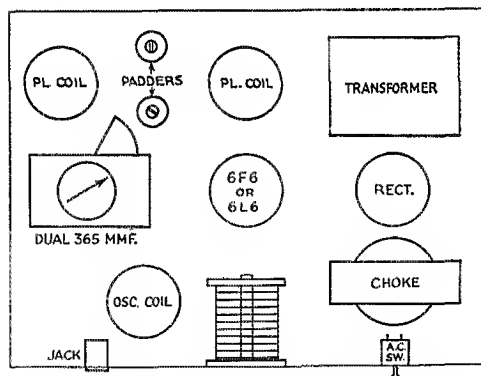 PL. COIL
PADDERS
PL. COIL
TRANSFORMER
6F6
OR
6L6
RECT.
DUAL 365 MMF.
CHOKE
OSC. COIL
JACK
A.C.
SW.